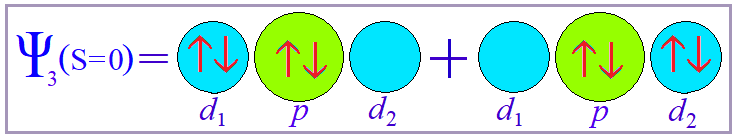 Ψ₃(S=0)= ↑↓ ↑↓ + ↑↓ ↑↓
d₁ p d₂ d₁ p d₂